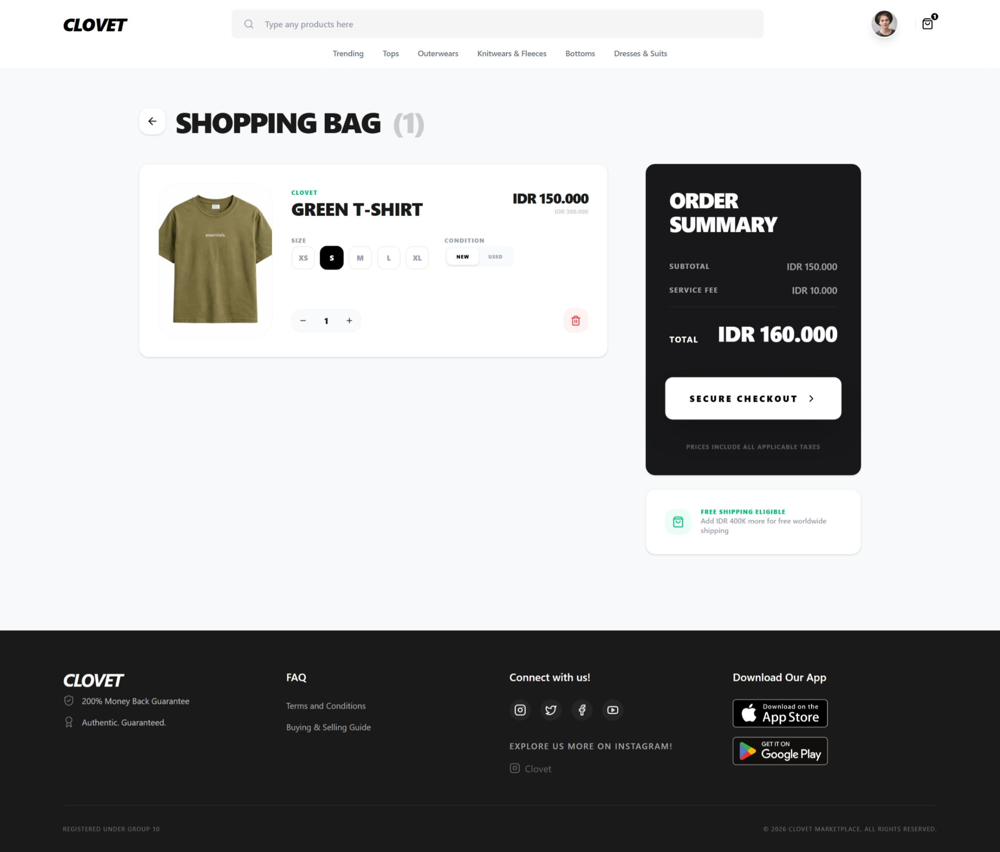 CLOVET
Type any products here
1
Trending Tops Outerwears Knitwears & Fleeces Bottoms Dresses & Suits
SHOPPING BAG (1)
essentials.
CLOVET
GREEN T-SHIRT
IDR 150.000
IDR 300.000
SIZE
XS S M L XL
CONDITION
NEW USED
1
ORDER
SUMMARY
SUBTOTAL IDR 150.000
SERVICE FEE IDR 10.000
TOTAL IDR 160.000
SECURE CHECKOUT
PRICES INCLUDE ALL APPLICABLE TAXES
FREE SHIPPING ELIGIBLE
Add IDR 400K more for free worldwide
shipping
CLOVET
200% Money Back Guarantee
Authentic. Guaranteed.
FAQ
Terms and Conditions
Buying & Selling Guide
Connect with us!
EXPLORE US MORE ON INSTAGRAM!
Clovet
Download Our App
Download on the
App Store
GET IT ON
Google Play
REGISTERED UNDER GROUP 10
© 2026 CLOVET MARKETPLACE. ALL RIGHTS RESERVED.